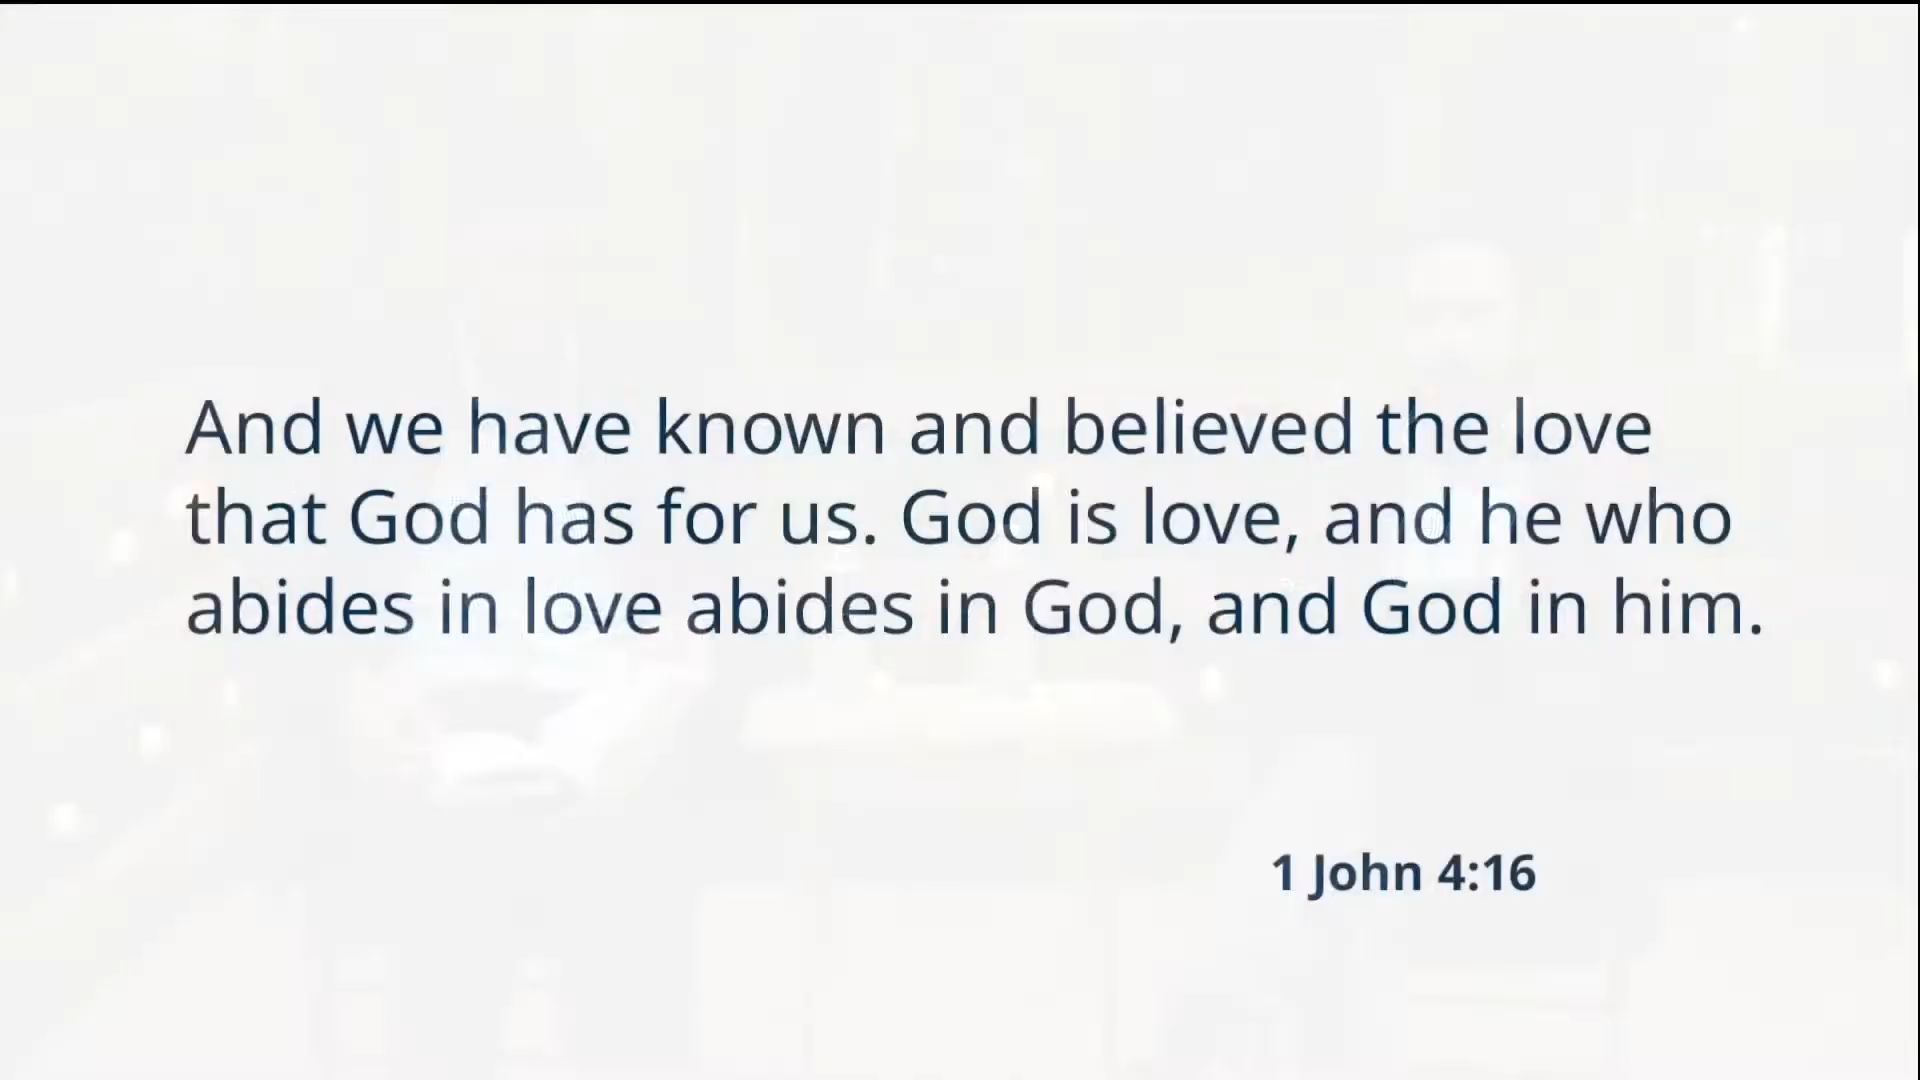 And we have known and believed the love
that God has for us. God is love, and he who
abides in love abides in God, and God in him.
1 John 4:16